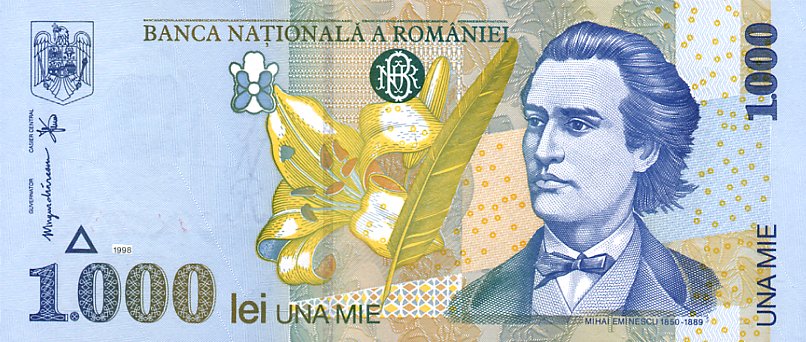 BANCA NAȚIONALĂ A ROMÂNIEI
BNR
CASIER CENTRAL
GUVERNATOR
1998
1.000 lei UNA MIE
1.000
UNA MIE
MIHAI EMINESCU 1850-1889